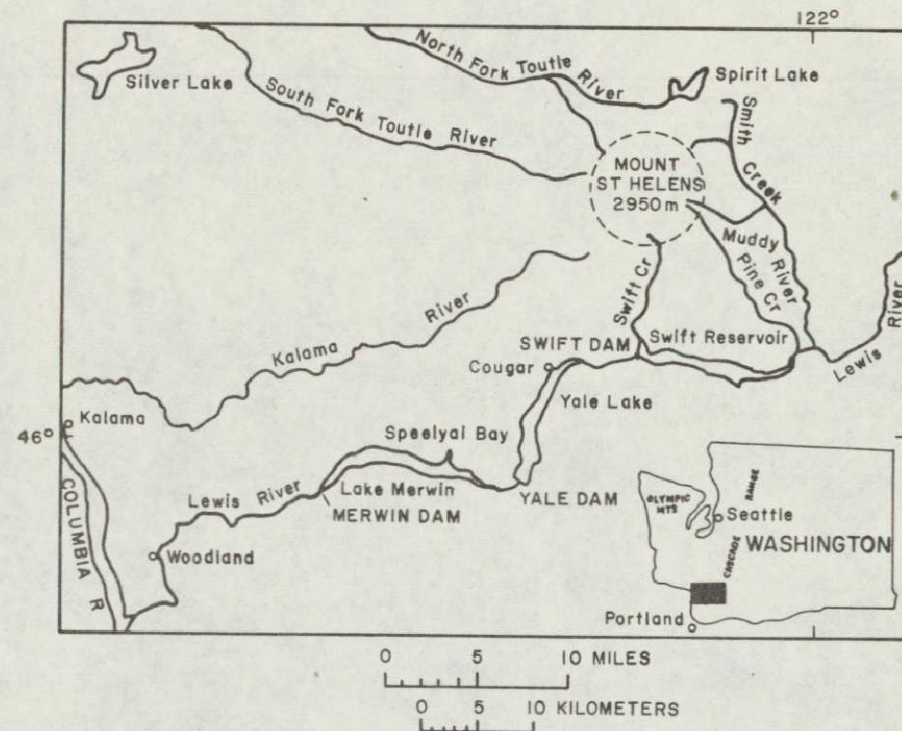 122°
North Fork Toutle River
Spirit Lake
Silver Lake
South Fork Toutle River
Smith Creek
MOUNT
ST HELENS
2950 m
Muddy River
Pine Cr
Swift Cr
Kalama River
SWIFT DAM
Swift Reservoir
Lewis River
Cougar
Yale Lake
Kalama
46°
Speelyai Bay
Lewis River
Lake Merwin
MERWIN DAM
YALE DAM
COLUMBIA R
Woodland
OLYMPIC
MTS
CASCADE RANGE
Seattle
WASHINGTON
Portland
0 5 10 MILES
0 5 10 KILOMETERS